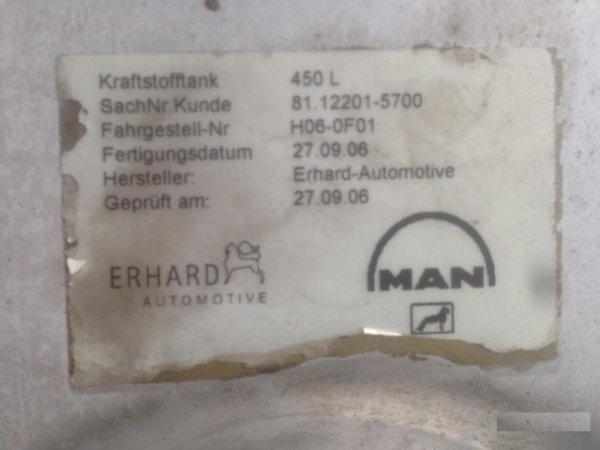 Kraftstofftank 450 L
SachNr.Kunde 81.12201-5700
Fahrgestell-Nr H06-0F01
Fertigungsdatum 27.09.06
Hersteller: Erhard-Automotive
Geprüft am: 27.09.06
ERHARD
AUTOMOTIVE
MAN